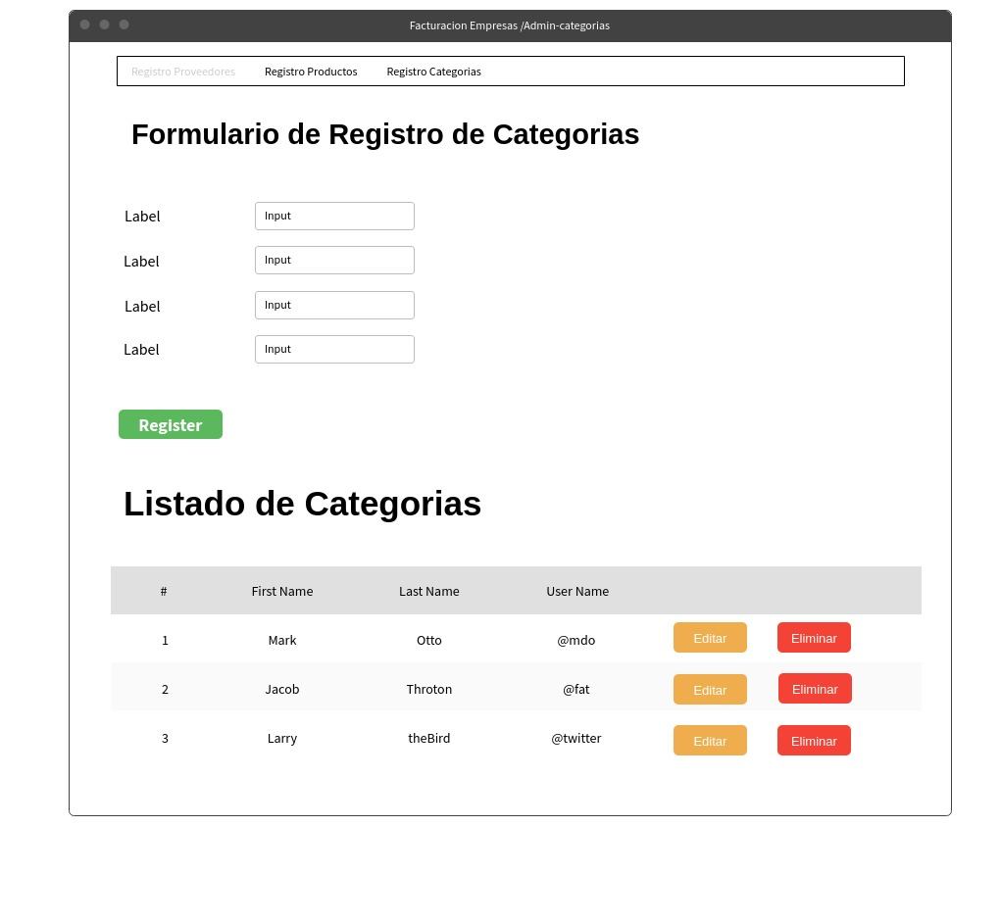 Facturacion Empresas /Admin-categorias
Registro Proveedores Registro Productos Registro Categorias
Formulario de Registro de Categorias
Label Input
Label Input
Label Input
Label Input
Register
Listado de Categorias
# First Name Last Name User Name
1 Mark Otto @mdo Editar Eliminar
2 Jacob Throton @fat Editar Eliminar
3 Larry theBird @twitter Editar Eliminar